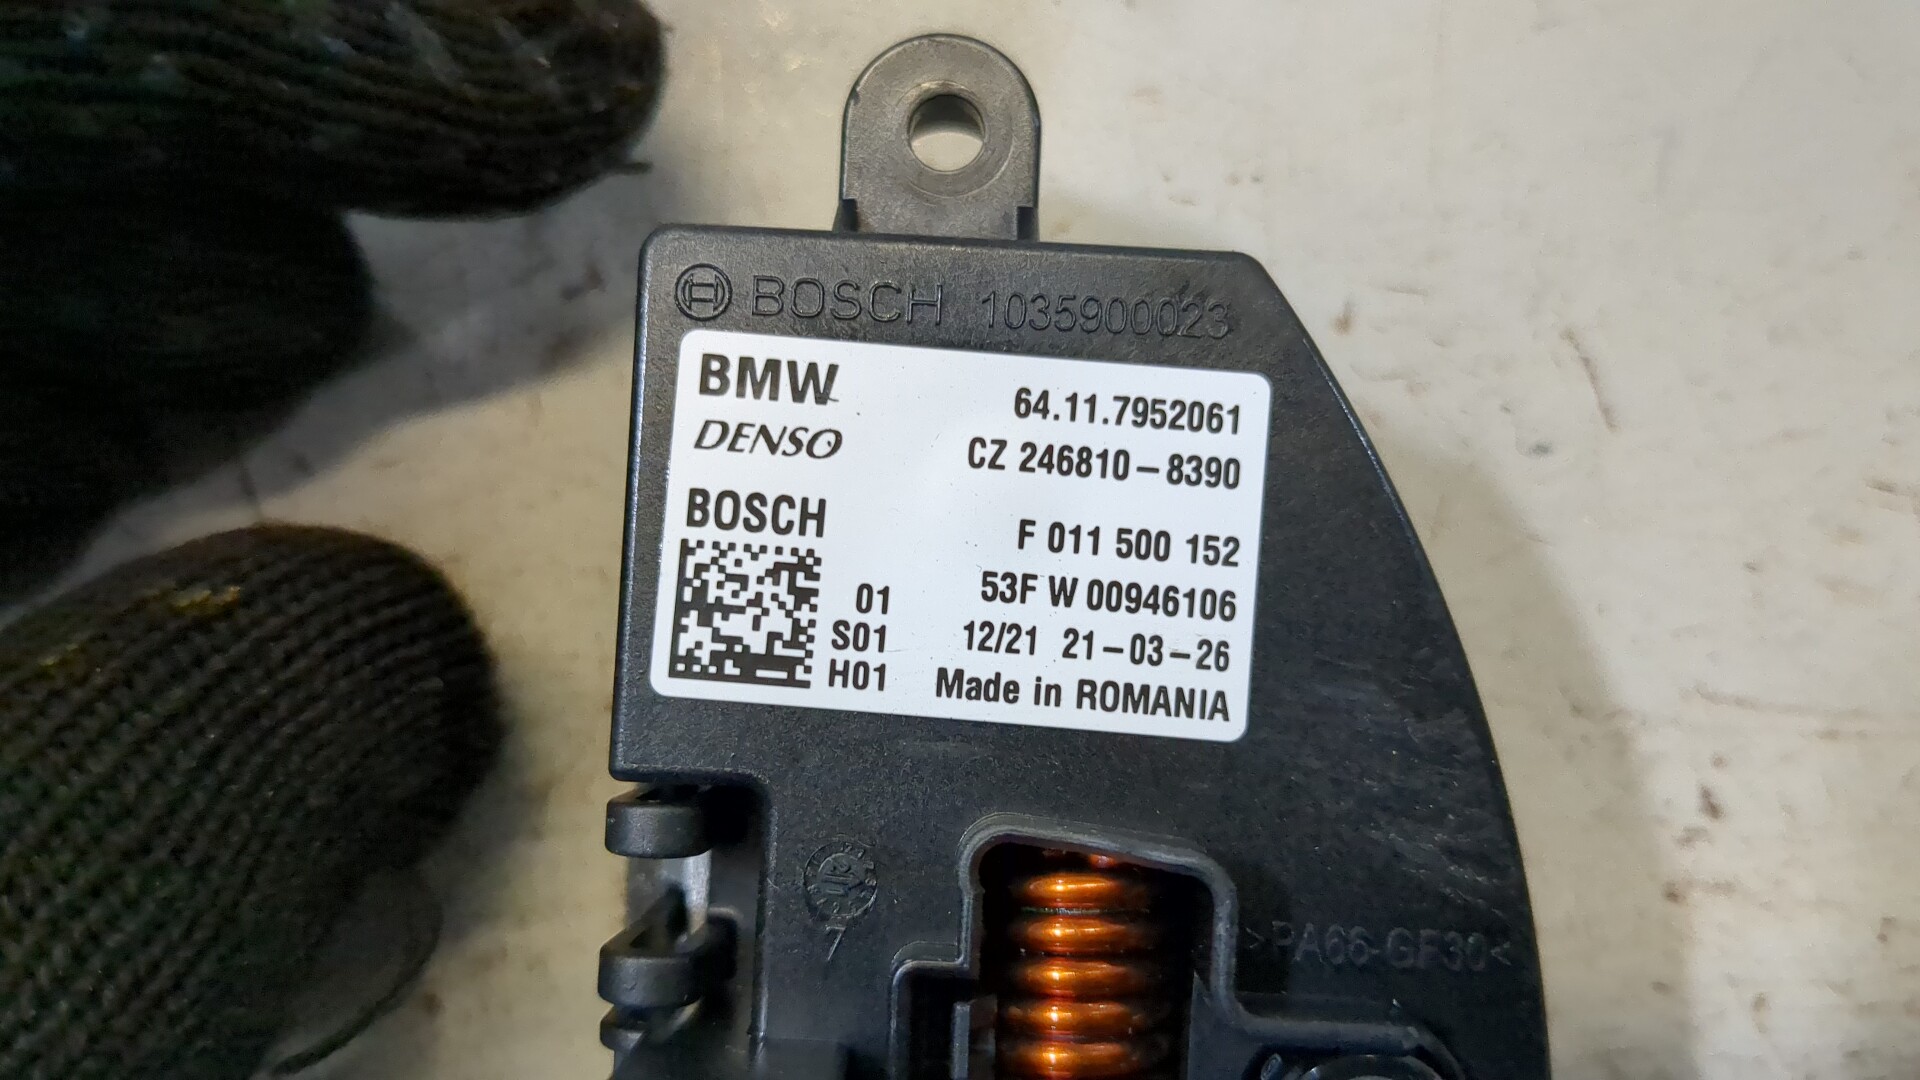 BOSCH 1035900023
BMW 64.11.7952061
DENSO CZ 246810-8390
BOSCH F 011 500 152
01 53F W 00946106
S01 12/21 21-03-26
H01 Made in ROMANIA
7
>PA66-GF30<